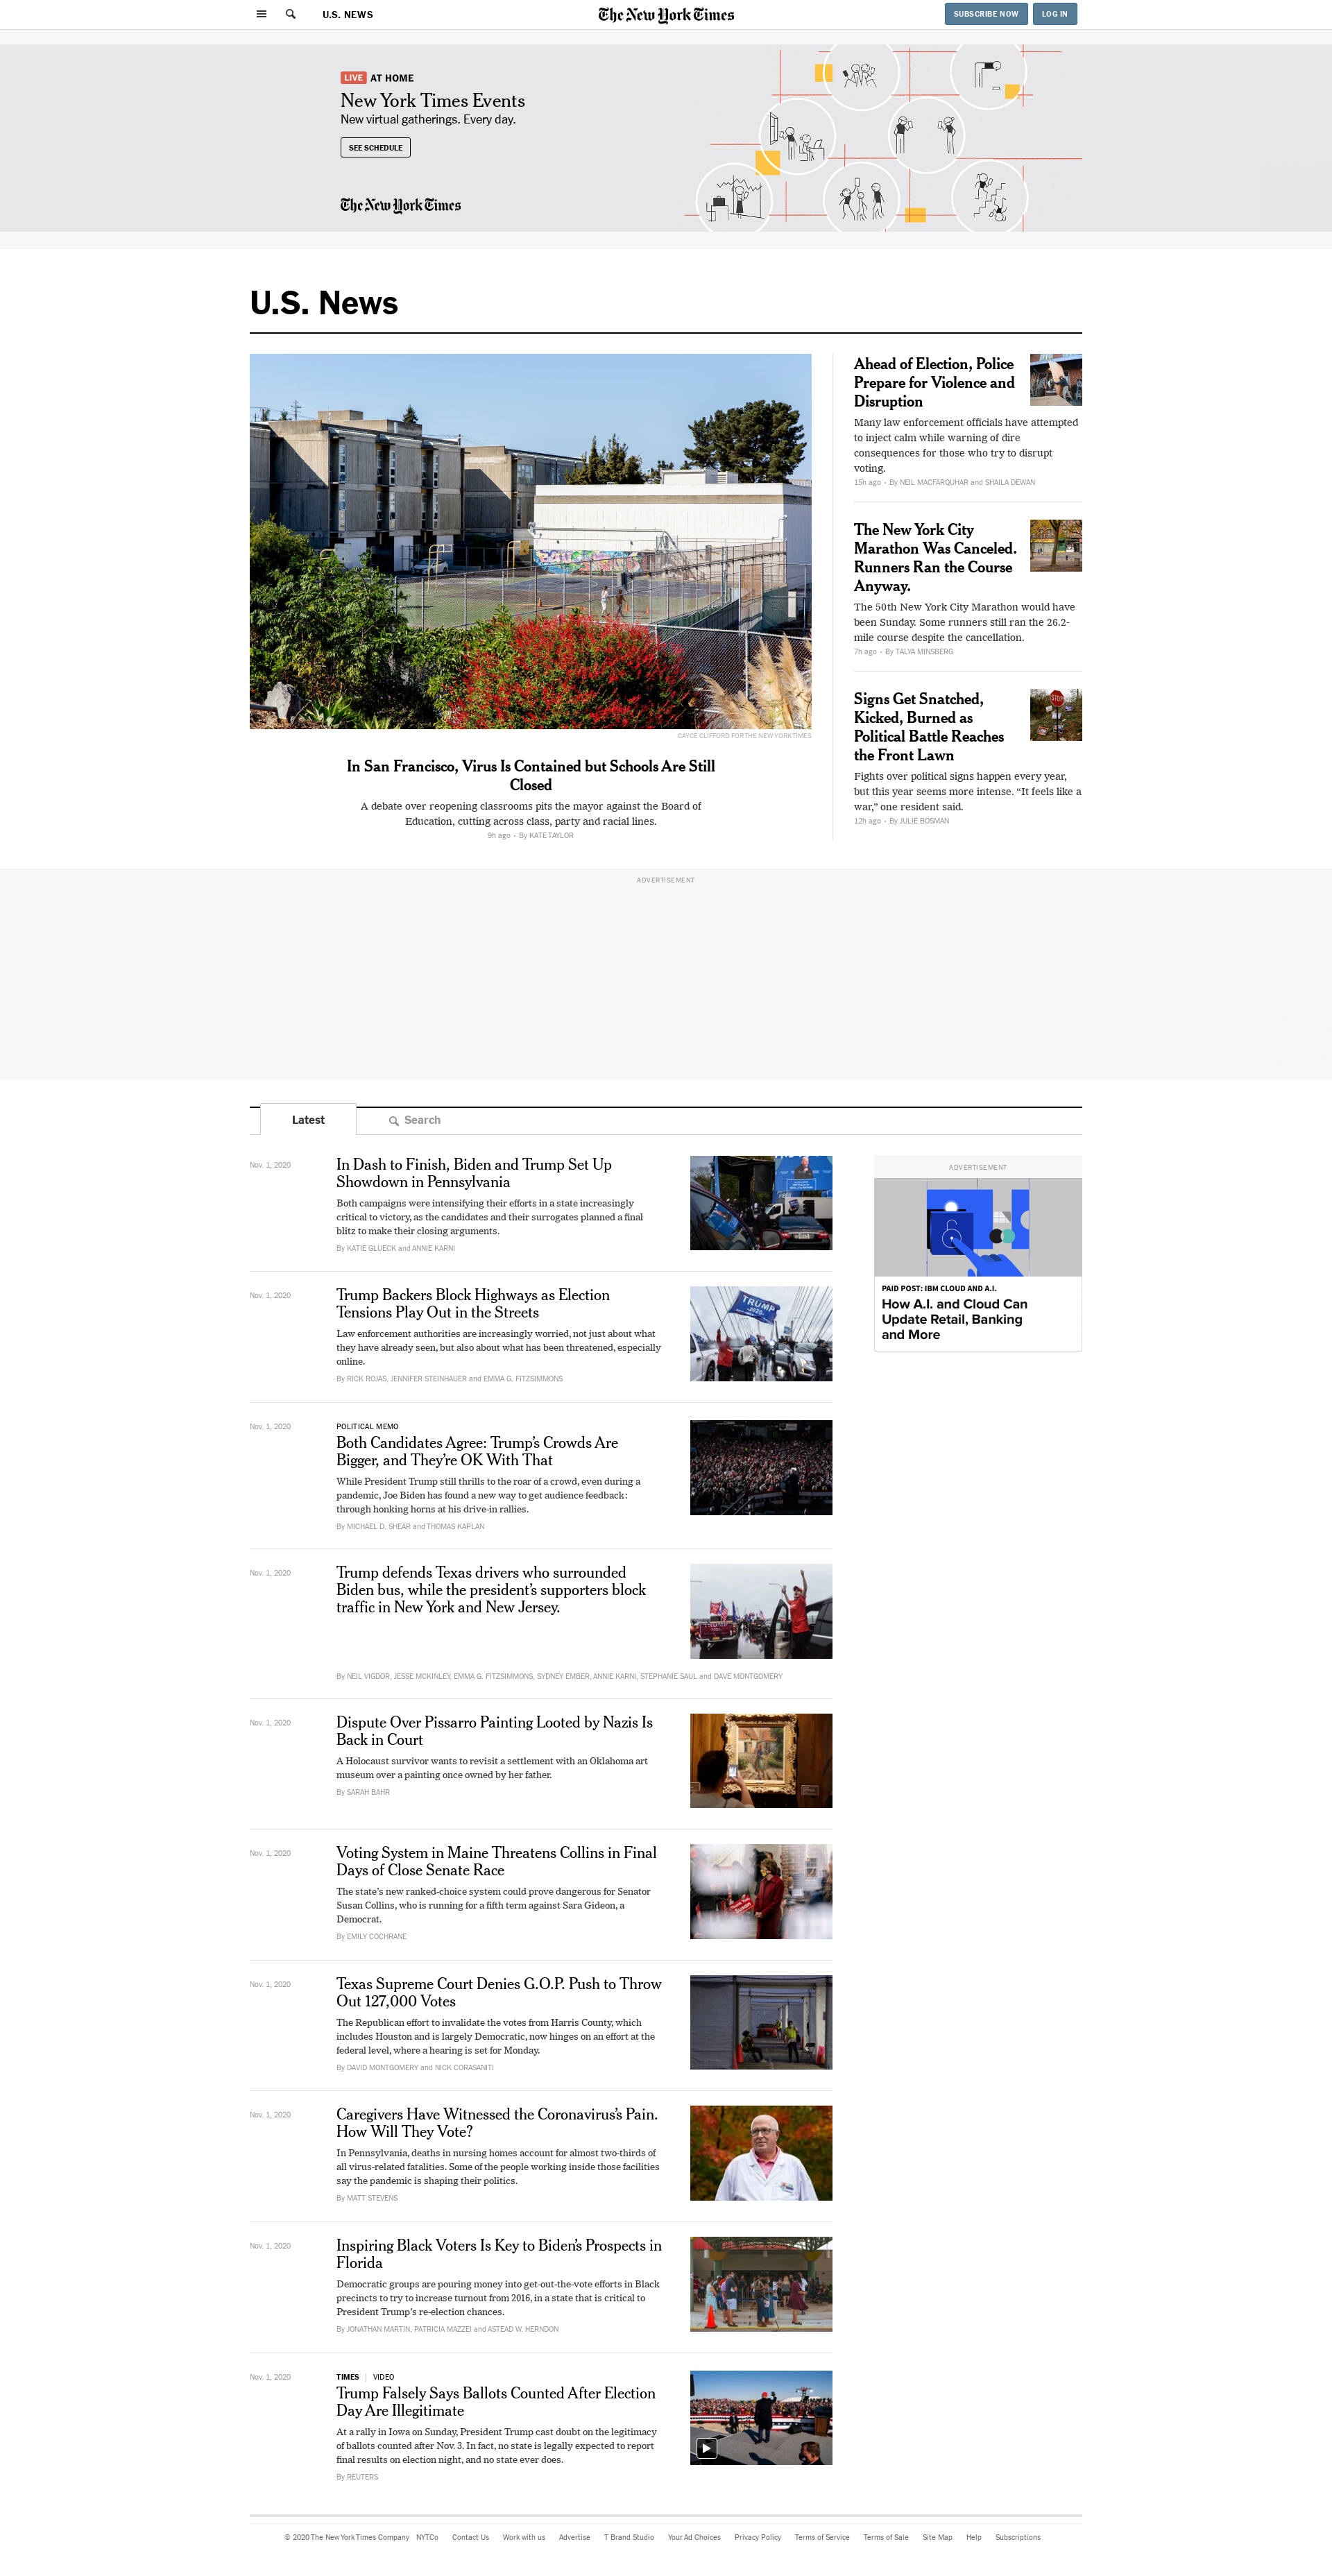 U.S. NEWS
The New York Times
SUBSCRIBE NOW
LOG IN
LIVE AT HOME
New York Times Events
New virtual gatherings. Every day.
SEE SCHEDULE
The New York Times
U.S. News
CAYCE CLIFFORD FOR THE NEW YORK TIMES
In San Francisco, Virus Is Contained but Schools Are Still
Closed
A debate over reopening classrooms pits the mayor against the Board of
Education, cutting across class, party and racial lines.
9h ago • By KATE TAYLOR
Ahead of Election, Police
Prepare for Violence and
Disruption
Many law enforcement officials have attempted
to inject calm while warning of dire
consequences for those who try to disrupt
voting.
15h ago • By NEIL MACFARQUHAR and SHAILA DEWAN
The New York City
Marathon Was Canceled.
Runners Ran the Course
Anyway.
The 50th New York City Marathon would have
been Sunday. Some runners still ran the 26.2-
mile course despite the cancellation.
7h ago • By TALYA MINSBERG
Signs Get Snatched,
Kicked, Burned as
Political Battle Reaches
the Front Lawn
Fights over political signs happen every year,
but this year seems more intense. “It feels like a
war,” one resident said.
12h ago • By JULIE BOSMAN
STOP
ADVERTISEMENT
Latest
Search
Nov. 1, 2020
In Dash to Finish, Biden and Trump Set Up
Showdown in Pennsylvania
Both campaigns were intensifying their efforts in a state increasingly
critical to victory, as the candidates and their surrogates planned a final
blitz to make their closing arguments.
By KATIE GLUECK and ANNIE KARNI
Nov. 1, 2020
Trump Backers Block Highways as Election
Tensions Play Out in the Streets
Law enforcement authorities are increasingly worried, not just about what
they have already seen, but also about what has been threatened, especially
online.
By RICK ROJAS, JENNIFER STEINHAUER and EMMA G. FITZSIMMONS
TRUMP
2020
Nov. 1, 2020
POLITICAL MEMO
Both Candidates Agree: Trump’s Crowds Are
Bigger, and They’re OK With That
While President Trump still thrills to the roar of a crowd, even during a
pandemic, Joe Biden has found a new way to get audience feedback:
through honking horns at his drive-in rallies.
By MICHAEL D. SHEAR and THOMAS KAPLAN
Nov. 1, 2020
Trump defends Texas drivers who surrounded
Biden bus, while the president’s supporters block
traffic in New York and New Jersey.
By NEIL VIGDOR, JESSE MCKINLEY, EMMA G. FITZSIMMONS, SYDNEY EMBER, ANNIE KARNI, STEPHANIE SAUL and DAVE MONTGOMERY
Nov. 1, 2020
Dispute Over Pissarro Painting Looted by Nazis Is
Back in Court
A Holocaust survivor wants to revisit a settlement with an Oklahoma art
museum over a painting once owned by her father.
By SARAH BAHR
Nov. 1, 2020
Voting System in Maine Threatens Collins in Final
Days of Close Senate Race
The state’s new ranked-choice system could prove dangerous for Senator
Susan Collins, who is running for a fifth term against Sara Gideon, a
Democrat.
By EMILY COCHRANE
Nov. 1, 2020
Texas Supreme Court Denies G.O.P. Push to Throw
Out 127,000 Votes
The Republican effort to invalidate the votes from Harris County, which
includes Houston and is largely Democratic, now hinges on an effort at the
federal level, where a hearing is set for Monday.
By DAVID MONTGOMERY and NICK CORASANITI
Nov. 1, 2020
Caregivers Have Witnessed the Coronavirus’s Pain.
How Will They Vote?
In Pennsylvania, deaths in nursing homes account for almost two-thirds of
all virus-related fatalities. Some of the people working inside those facilities
say the pandemic is shaping their politics.
By MATT STEVENS
Nov. 1, 2020
Inspiring Black Voters Is Key to Biden’s Prospects in
Florida
Democratic groups are pouring money into get-out-the-vote efforts in Black
precincts to try to increase turnout from 2016, in a state that is critical to
President Trump’s re-election chances.
By JONATHAN MARTIN, PATRICIA MAZZEI and ASTEAD W. HERNDON
Nov. 1, 2020
TIMES | VIDEO
Trump Falsely Says Ballots Counted After Election
Day Are Illegitimate
At a rally in Iowa on Sunday, President Trump cast doubt on the legitimacy
of ballots counted after Nov. 3. In fact, no state is legally expected to report
final results on election night, and no state ever does.
By REUTERS
ADVERTISEMENT
PAID POST: IBM CLOUD AND A.I.
How A.I. and Cloud Can
Update Retail, Banking
and More
© 2020 The New York Times Company NYTCo Contact Us Work with us Advertise T Brand Studio Your Ad Choices Privacy Policy Terms of Service Terms of Sale Site Map Help Subscriptions